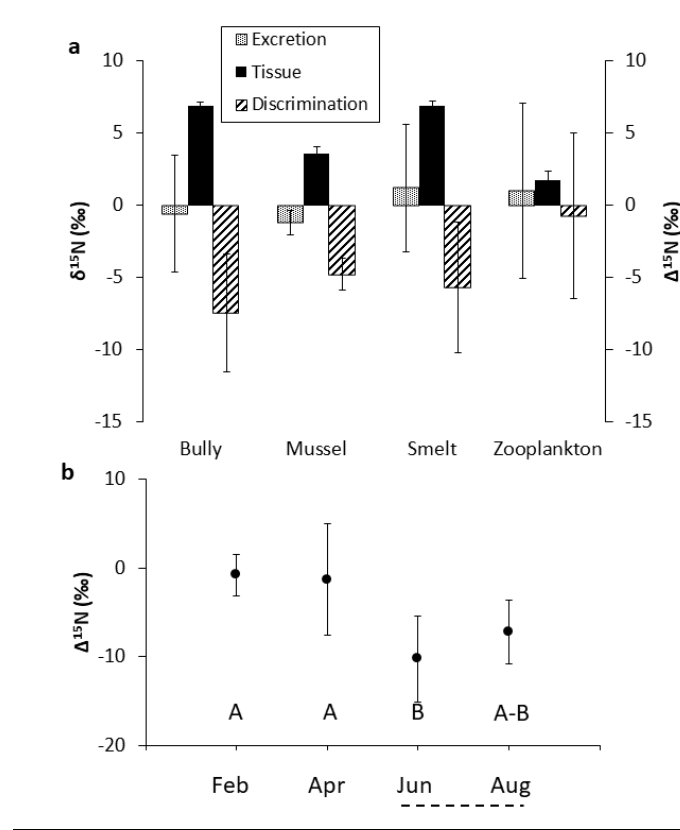 a
Excretion
Tissue
Discrimination
10 10
5 5
0 0
-5 -5
-10 -10
-15 -15
δ¹⁵N (‰)
Δ¹⁵N (‰)
Bully Mussel Smelt Zooplankton
b
10
0
-10
-20
Δ¹⁵N (‰)
A A B A-B
Feb Apr Jun Aug